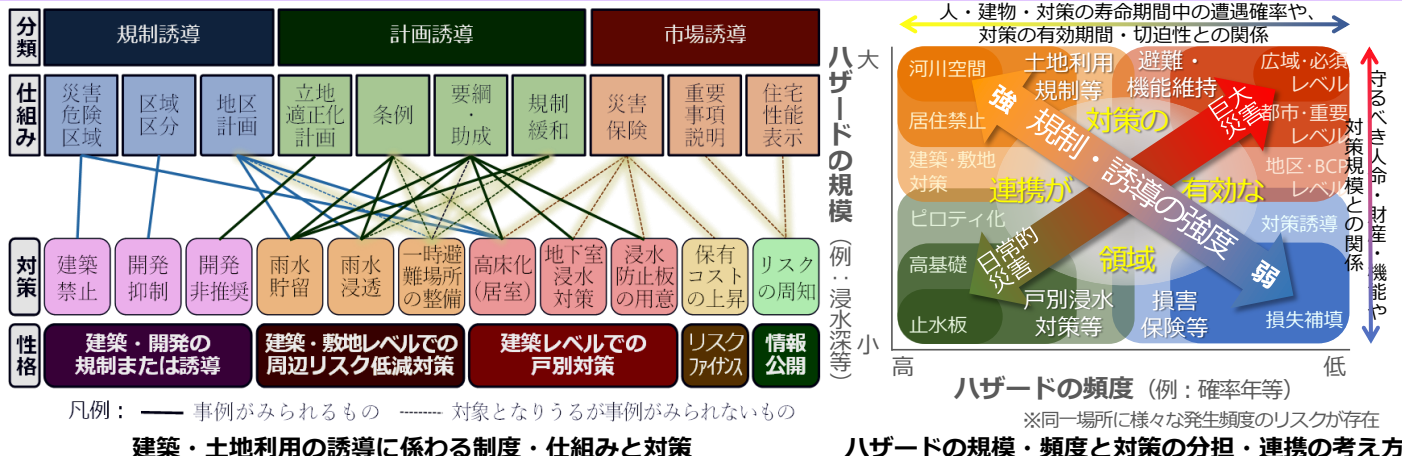 分類
規制誘導
計画誘導
市場誘導
仕組み
災害
危険
区域
区域
区分
地区
計画
立地
適正化
計画
条例
要綱
・
助成
規制
緩和
災害
保険
重要
事項
説明
住宅
性能
表示
対策
建築
禁止
開発
抑制
開発
非推奨
雨水
貯留
雨水
浸透
一時避
難場所
の整備
高床化
(居室)
地下室
浸水
対策
浸水
防止板
の用意
保有
コスト
の上昇
リスク
の周知
性格
建築・開発の
規制または誘導
建築・敷地レベルでの
周辺リスク低減対策
建築レベルでの
戸別対策
リスク
ファイナンス
情報
公開
凡例：
事例がみられるもの
対象となりうるが事例がみられないもの
建築・土地利用の誘導に係わる制度・仕組みと対策
人・建物・対策の寿命期間中の遭遇確率や、
対策の有効期間・切迫性との関係
ハザードの規模（例：浸水深等）
大
小
河川空間
居住禁止
建築・敷地
対策
ピロティ化
高基礎
止水板
土地利用
規制等
避難・
機能維持
広域・必須
レベル
都市・重要
レベル
地区・BCP
レベル
対策誘導
損失補填
対策の
連携が
有効な
領域
強
規制・誘導の強度
弱
巨大
災害
日常的
災害
戸別浸水
対策等
損害
保険等
守るべき人命・財産・機能や
対策規模との関係
高
低
ハザードの頻度（例：確率年等）
※同一場所に様々な発生頻度のリスクが存在
ハザードの規模・頻度と対策の分担・連携の考え方